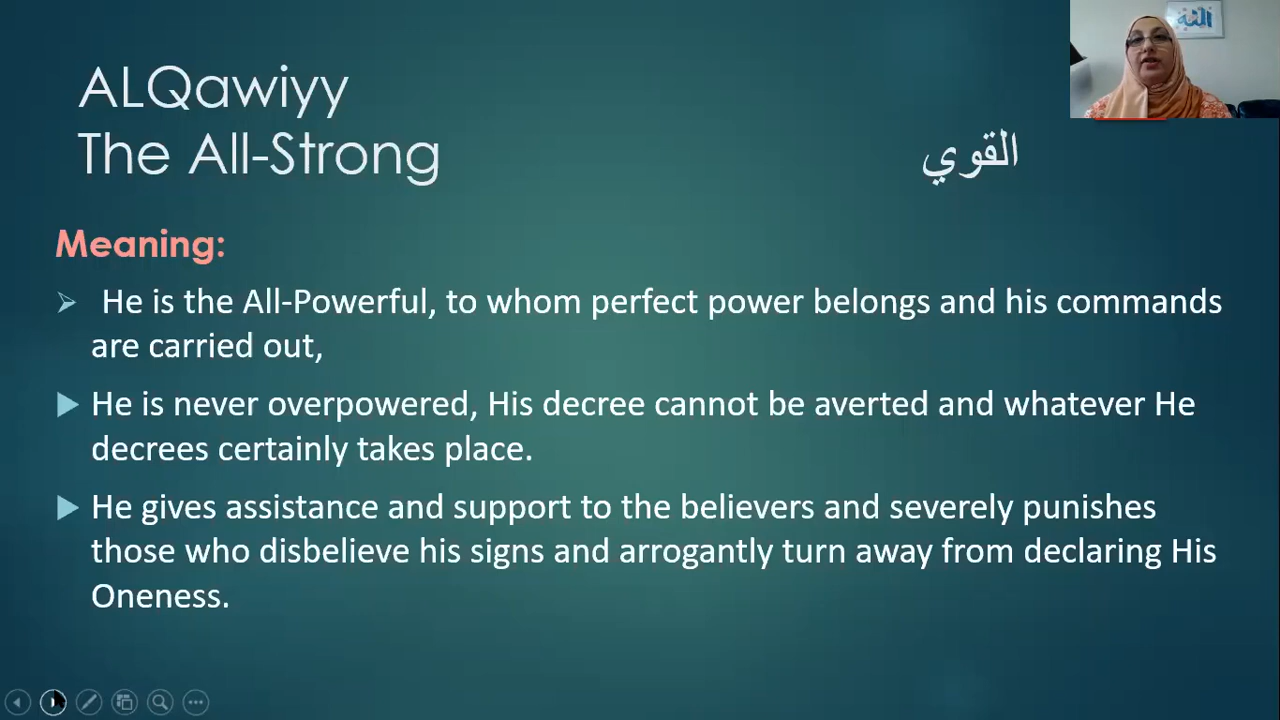 ALQawiyy
The All-Strong
القوي
الله
Meaning:
He is the All-Powerful, to whom perfect power belongs and his commands
are carried out,
He is never overpowered, His decree cannot be averted and whatever He
decrees certainly takes place.
He gives assistance and support to the believers and severely punishes
those who disbelieve his signs and arrogantly turn away from declaring His
Oneness.